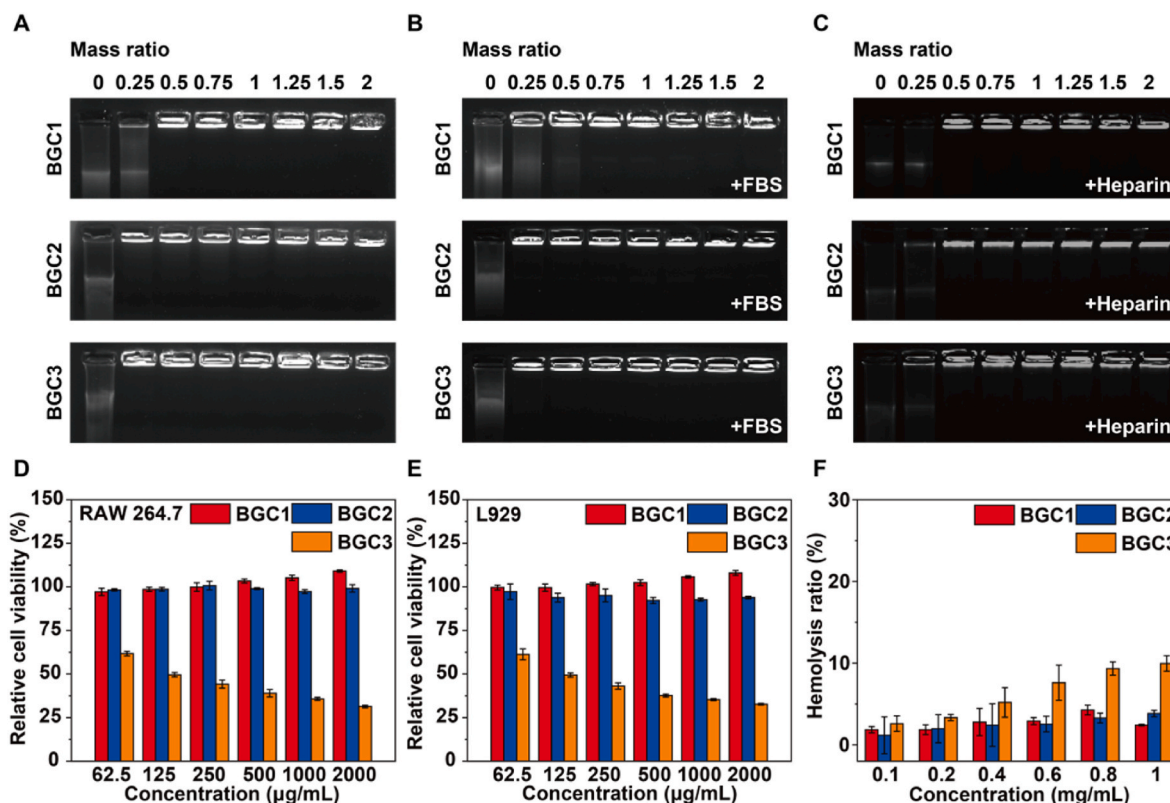 A
Mass ratio
0 0.25 0.5 0.75 1 1.25 1.5 2
BGC1
BGC2
BGC3
B
Mass ratio
0 0.25 0.5 0.75 1 1.25 1.5 2
BGC1
+FBS
BGC2
+FBS
BGC3
+FBS
C
Mass ratio
0 0.25 0.5 0.75 1 1.25 1.5 2
BGC1
+Heparin
BGC2
+Heparin
BGC3
+Heparin
D
Relative cell viability (%)
150
125
100
75
50
25
0
RAW 264.7
BGC1 BGC2
BGC3
62.5 125 250 500 1000 2000
Concentration (μg/mL)
E
Relative cell viability (%)
150
125
100
75
50
25
0
L929
BGC1 BGC2
BGC3
62.5 125 250 500 1000 2000
Concentration (μg/mL)
F
Hemolysis ratio (%)
30
20
10
0
BGC1 BGC2
BGC3
0.1 0.2 0.4 0.6 0.8 1
Concentration (mg/mL)